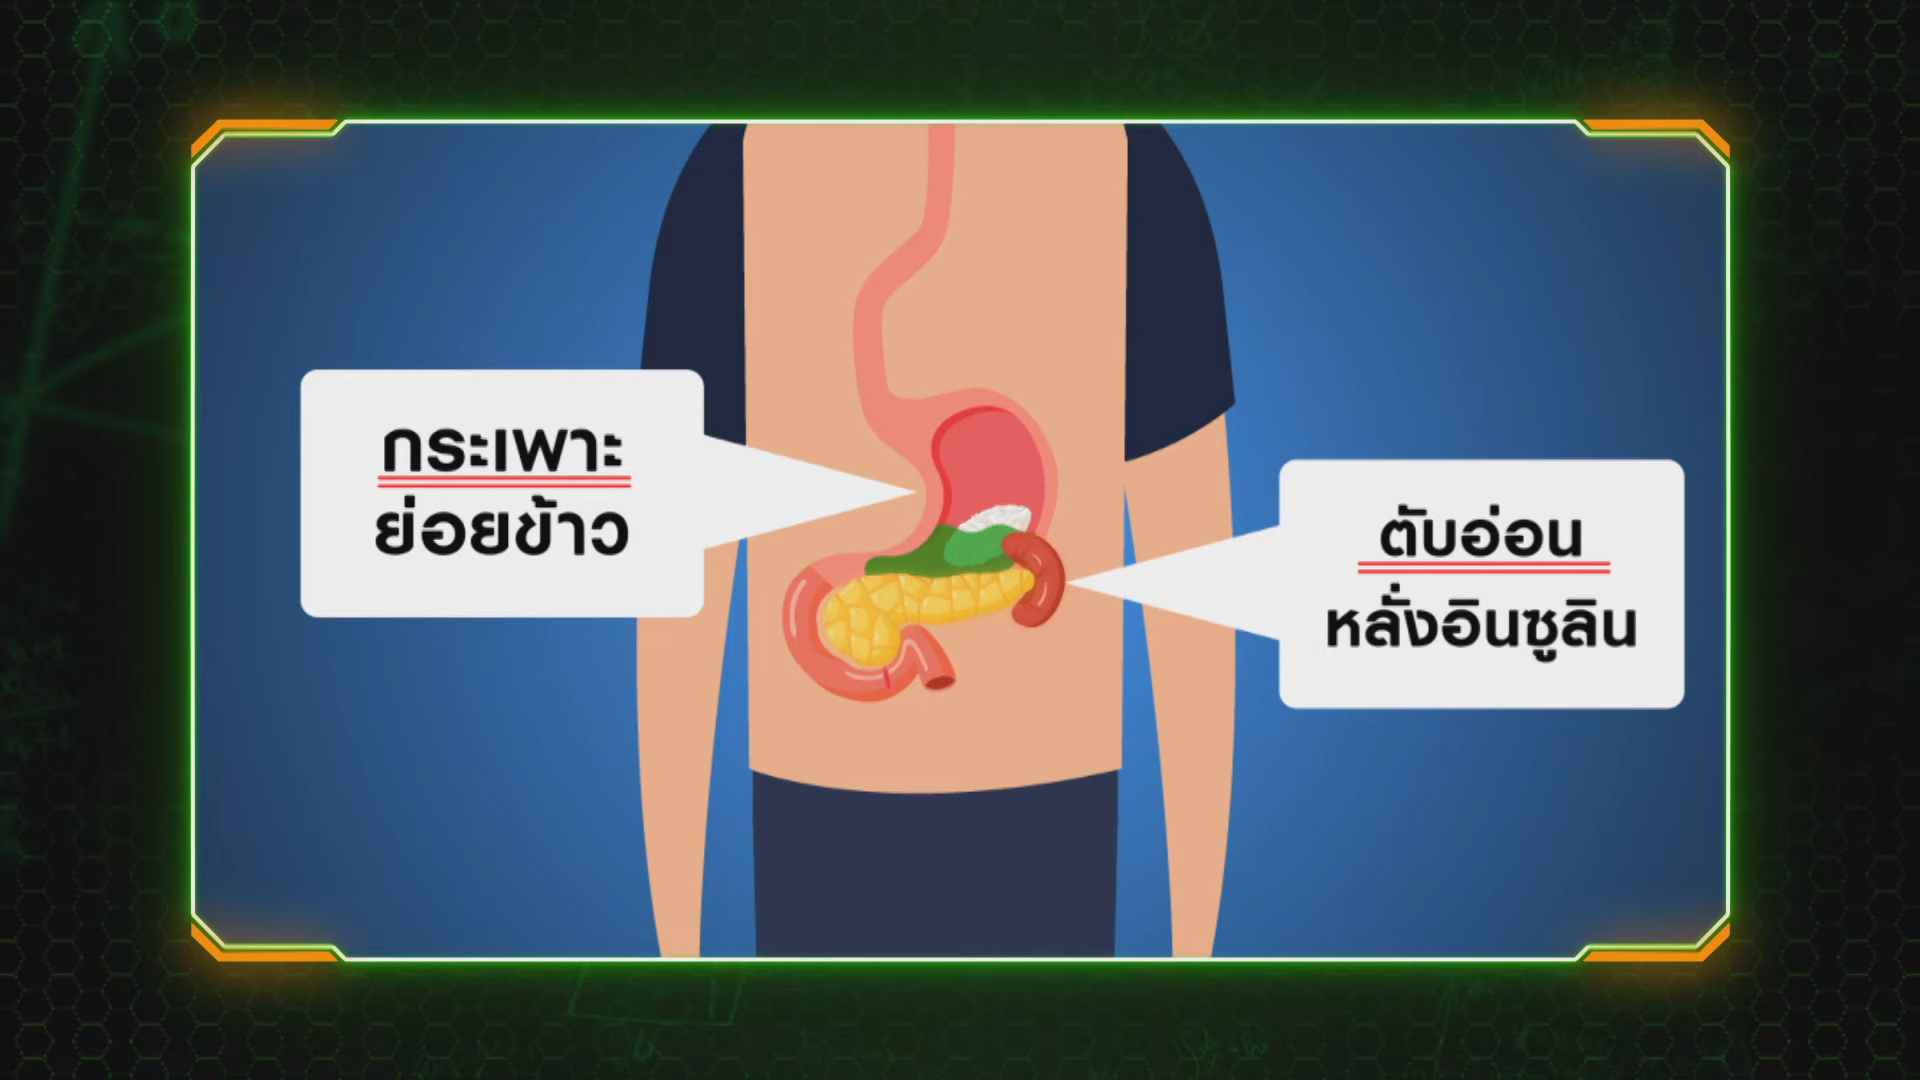 กระเพาะ
ย่อยข้าว
ตับอ่อน
หลั่งอินซูลิน